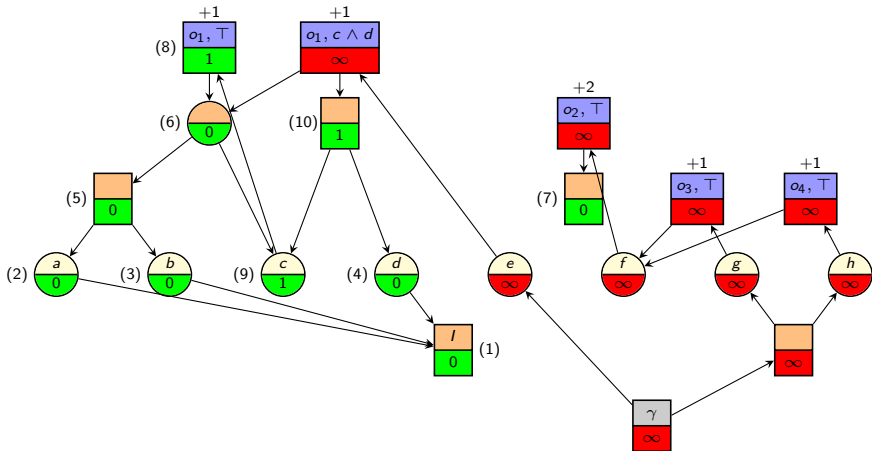 +1 +1
(8) o₁, ⊤ o₁, c ∧ d
1 ∞
+2
(6) (10) o₂, ⊤
0 1 ∞
+1 +1
(5) (7) o₃, ⊤ o₄, ⊤
0 0 ∞ ∞
(2) a (3) b (9) c (4) d e f g h
0 0 1 0 ∞ ∞ ∞ ∞
I (1)
0 ∞
γ
∞